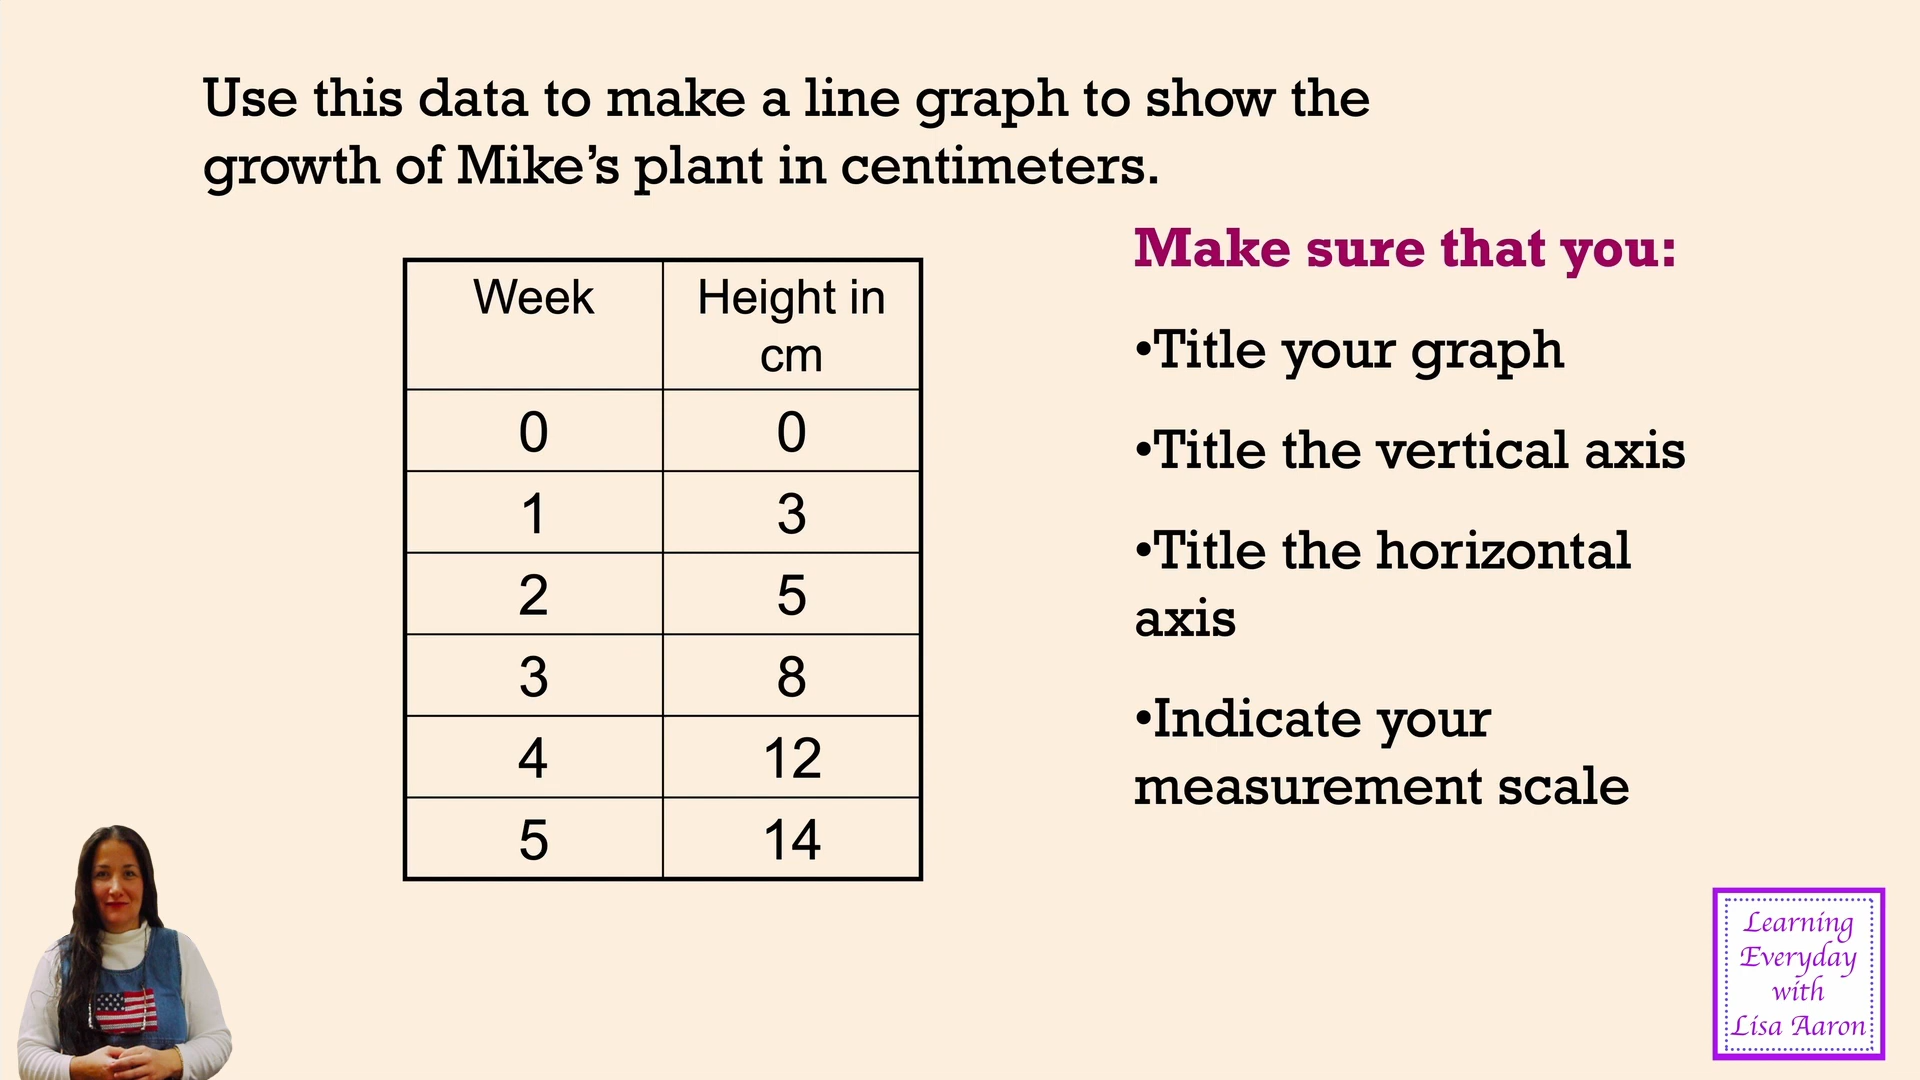 Use this data to make a line graph to show the
growth of Mike’s plant in centimeters.
Week
Height in
cm
0
0
1
3
2
5
3
8
4
12
5
14
Make sure that you:
•Title your graph
•Title the vertical axis
•Title the horizontal
axis
•Indicate your
measurement scale
Learning
Everyday
with
Lisa Aaron